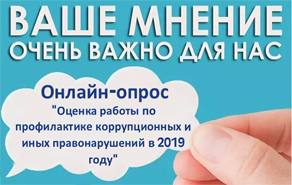 ВАШЕ МНЕНИЕ
ОЧЕНЬ ВАЖНО ДЛЯ НАС
Онлайн-опрос
"Оценка работы по
профилактике коррупционных и
иных правонарушений в 2019
году"